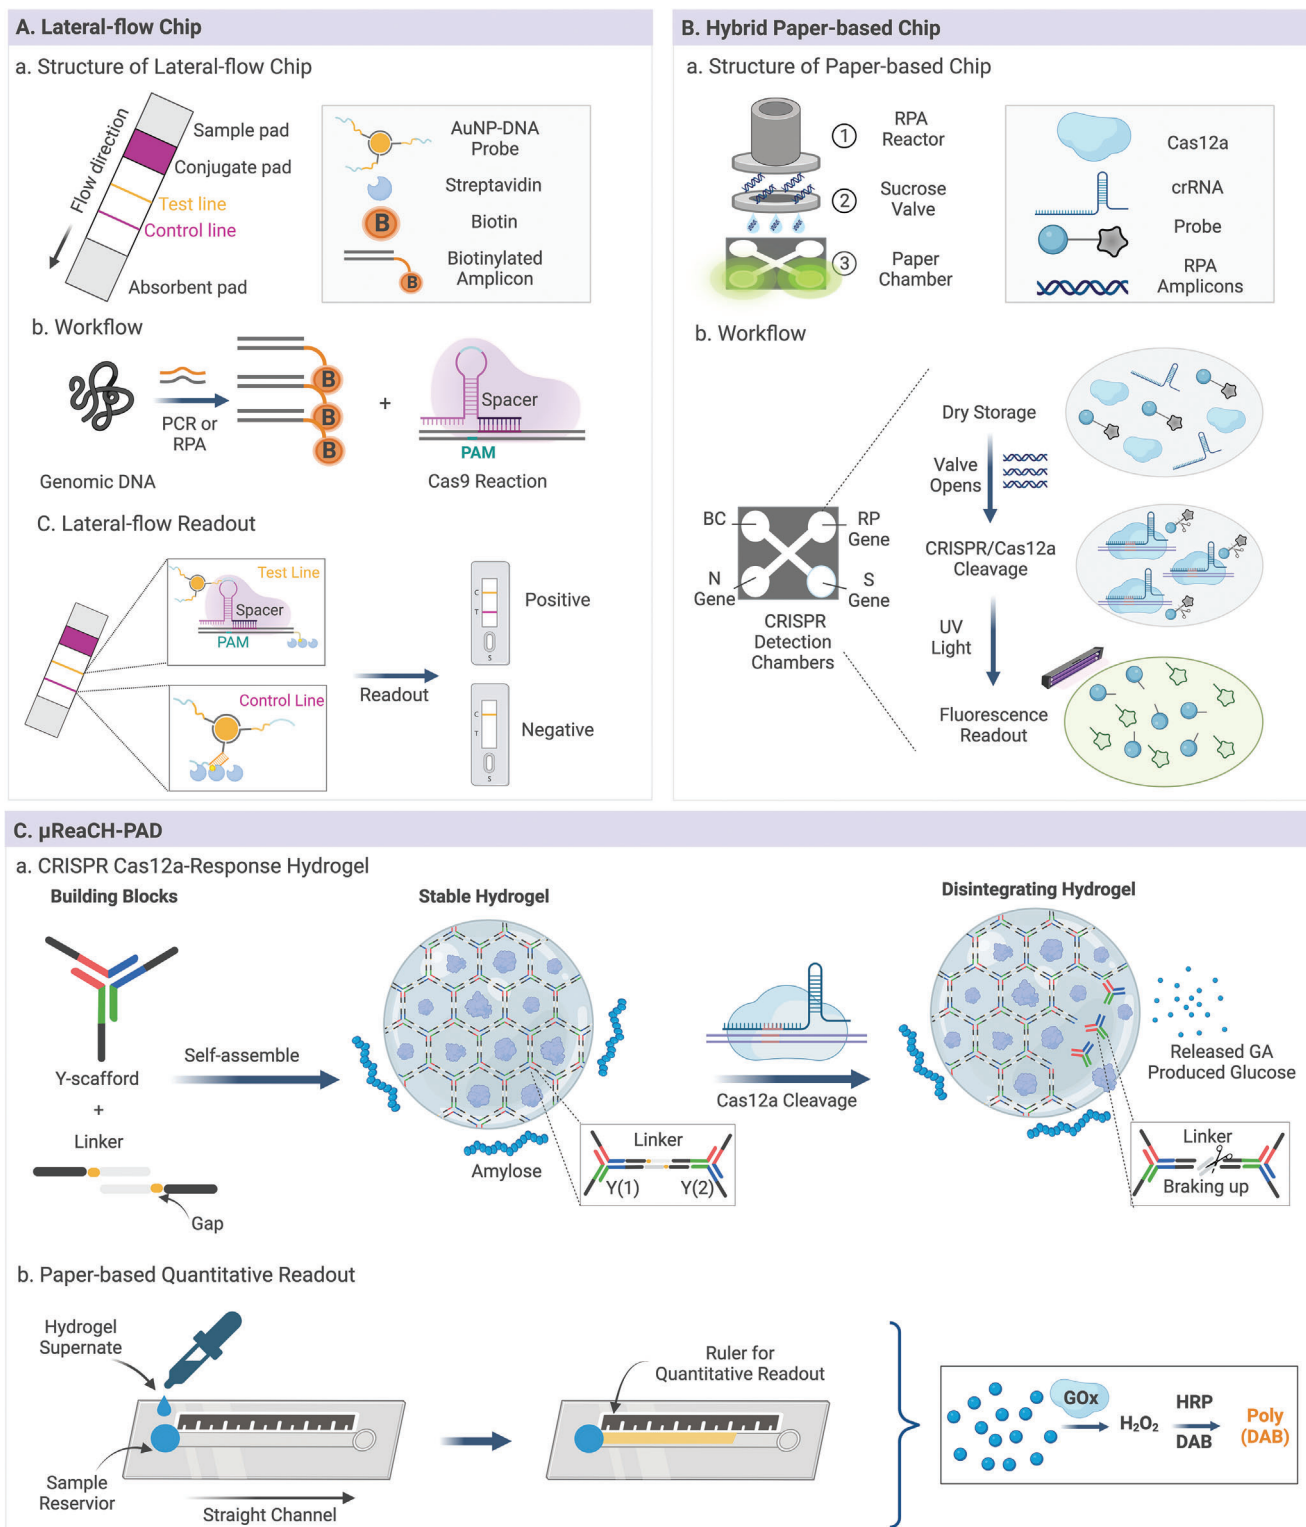 A. Lateral-flow Chip
a. Structure of Lateral-flow Chip
Flow direction
Sample pad
Conjugate pad
Test line
Control line
Absorbent pad
AuNP-DNA
Probe
Streptavidin
B
Biotin
Biotinylated
Amplicon
B
b. Workflow
Genomic DNA
PCR or
RPA
B
B
B
+
Spacer
PAM
Cas9 Reaction
C. Lateral-flow Readout
Test Line
Spacer
PAM
Control Line
Readout
C
T
S
Positive
C
T
S
Negative
B. Hybrid Paper-based Chip
a. Structure of Paper-based Chip
1
RPA
Reactor
2
Sucrose
Valve
3
Paper
Chamber
Cas12a
crRNA
Probe
RPA
Amplicons
b. Workflow
BC
RP
Gene
N
Gene
S
Gene
CRISPR
Detection
Chambers
Dry Storage
Valve
Opens
CRISPR/Cas12a
Cleavage
UV
Light
Fluorescence
Readout
C. µReaCH-PAD
a. CRISPR Cas12a-Response Hydrogel
Building Blocks
Y-scafford
+
Linker
Gap
Self-assemble
Stable Hydrogel
Amylose
Linker
Y(1)
Y(2)
Cas12a Cleavage
Disintegrating Hydrogel
Released GA
Produced Glucose
Linker
Braking up
b. Paper-based Quantitative Readout
Hydrogel
Supernate
Sample
Reservior
Straight Channel
Ruler for
Quantitative Readout
GOx
H₂O₂
HRP
DAB
Poly
(DAB)